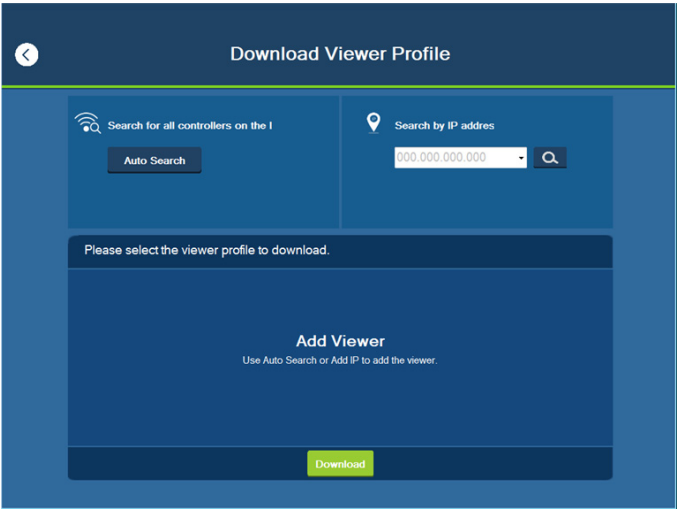 Download Viewer Profile
Search for all controllers on the I
Auto Search
Search by IP addres
000.000.000.000
Please select the viewer profile to download.
Add Viewer
Use Auto Search or Add IP to add the viewer.
Download